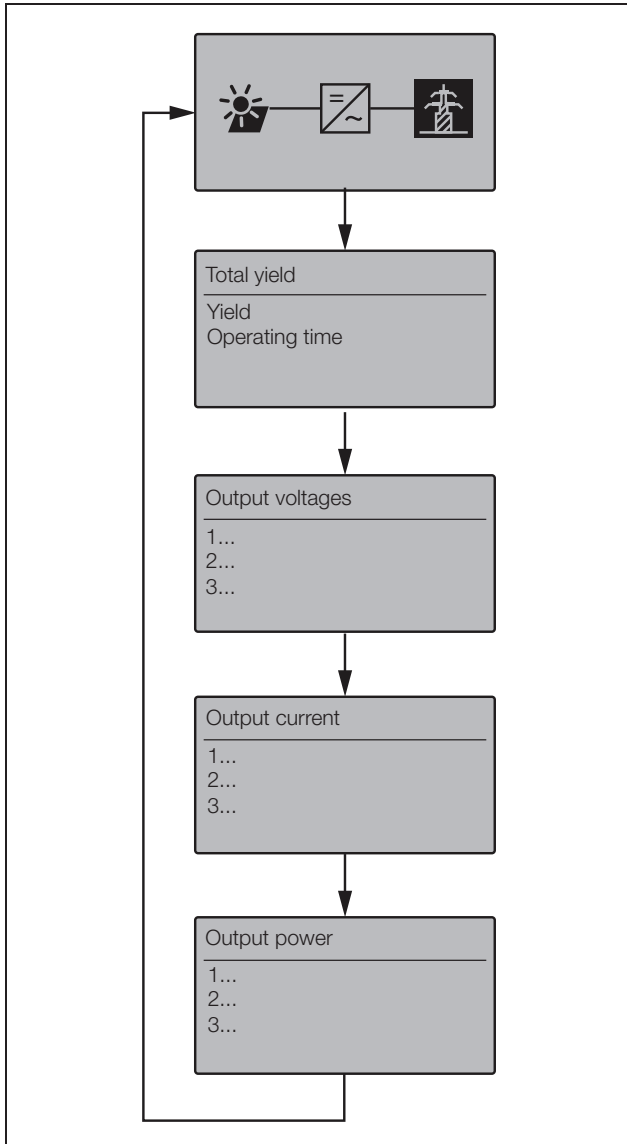 Total yield
Yield
Operating time
Output voltages
1...
2...
3...
Output current
1...
2...
3...
Output power
1...
2...
3...